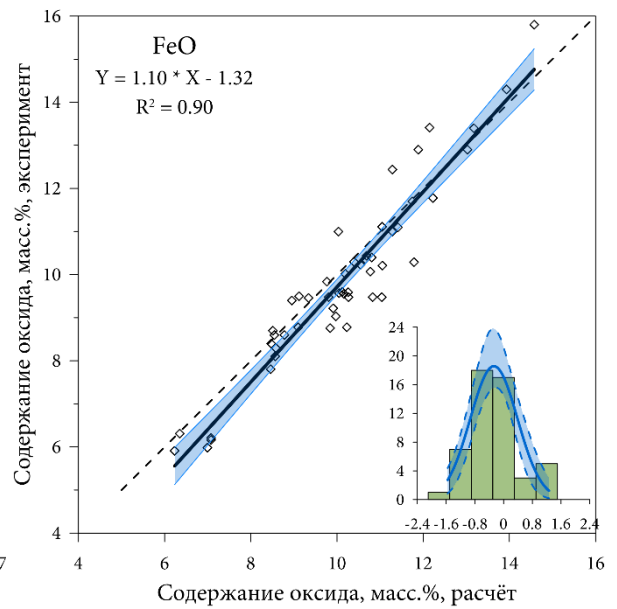 16
14
12
10
8
6
4
Содержание оксида, масс.%, эксперимент
FeO
Y = 1.10 * X - 1.32
R² = 0.90
24
20
16
12
8
4
0
-2.4 -1.6 -0.8 0 0.8 1.6 2.4
4 6 8 10 12 14 16
7
Содержание оксида, масс.%, расчёт